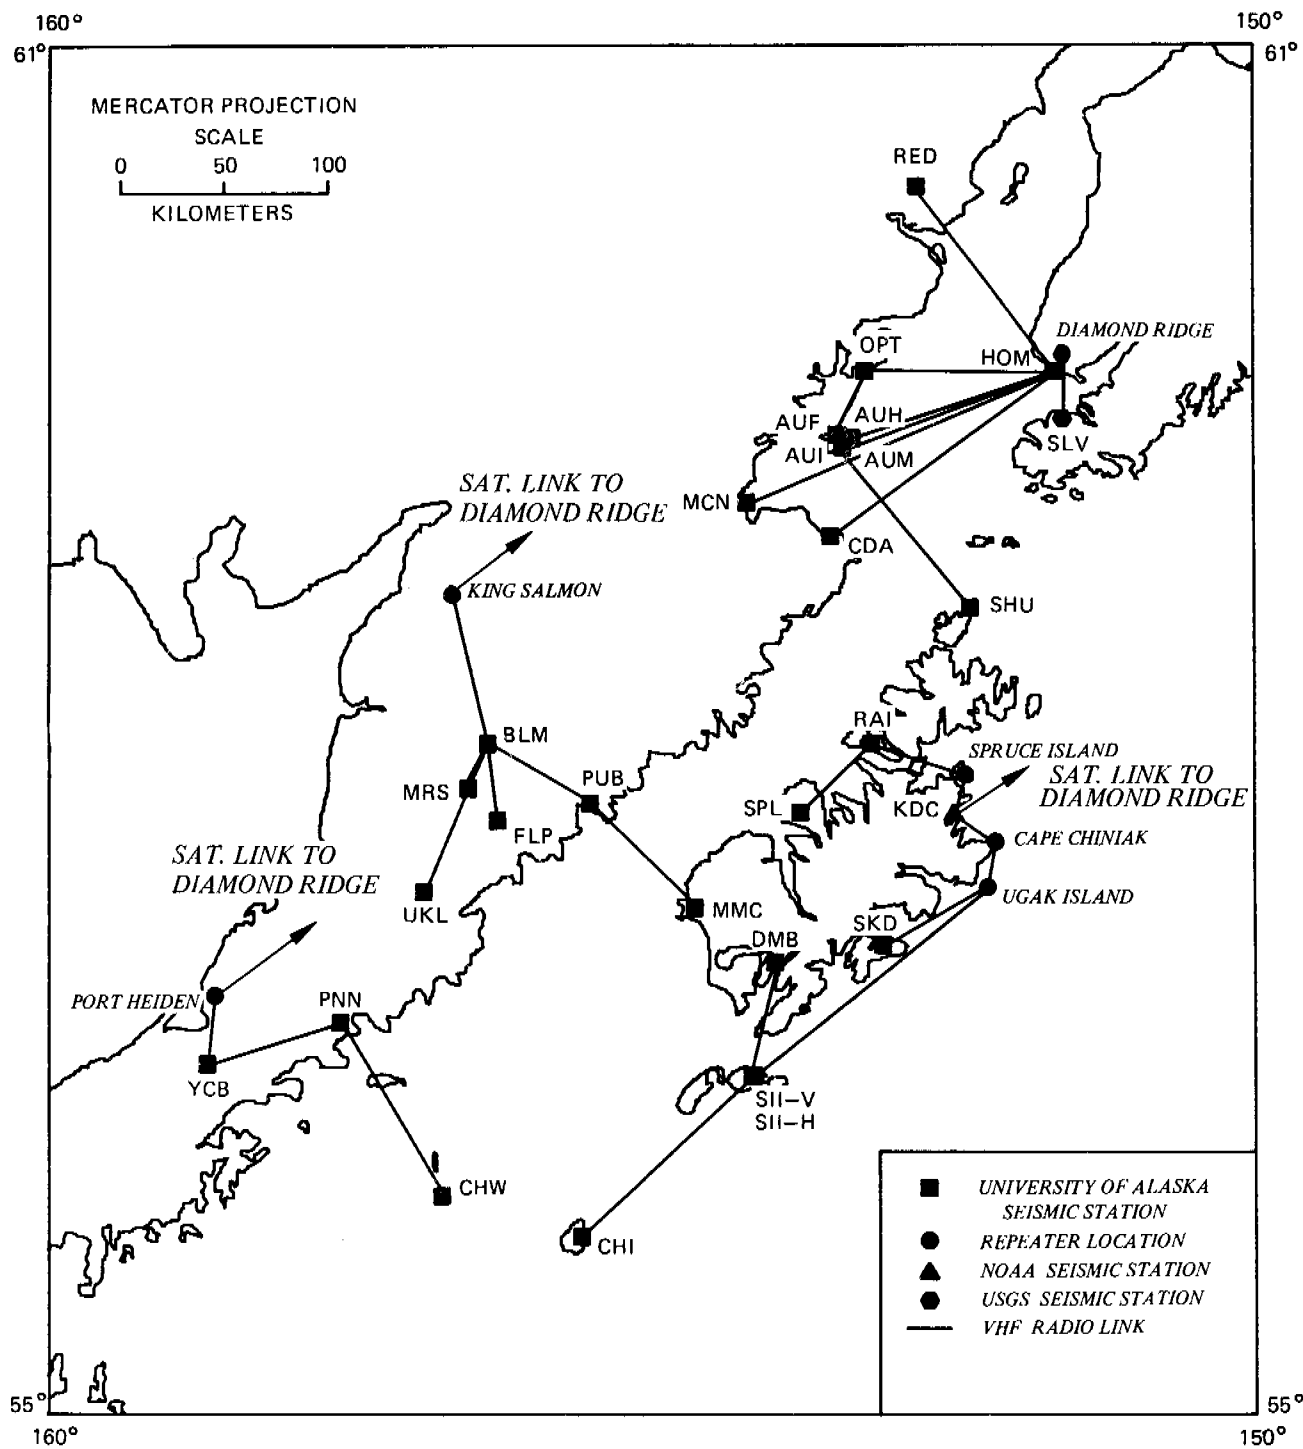 160°
150°
61°
61°
MERCATOR PROJECTION
SCALE
0 50 100
KILOMETERS
RED
DIAMOND RIDGE
OPT
HOM
AUF
AUH
AUI
AUM
SLV
MCN
CDA
SAT. LINK TO
DIAMOND RIDGE
KING SALMON
SHU
BLM
RAI
SPRUCE ISLAND
MRS
PUB
SPL
KDC
SAT. LINK TO
DIAMOND RIDGE
FLP
CAPE CHINIAK
SAT. LINK TO
DIAMOND RIDGE
UKL
MMC
UGAK ISLAND
SKD
DMB
PORT HEIDEN
PNN
YCB
SII-V
SII-H
CHW
CHI
UNIVERSITY OF ALASKA
SEISMIC STATION
REPEATER LOCATION
NOAA SEISMIC STATION
USGS SEISMIC STATION
VHF RADIO LINK
55°
55°
160°
150°